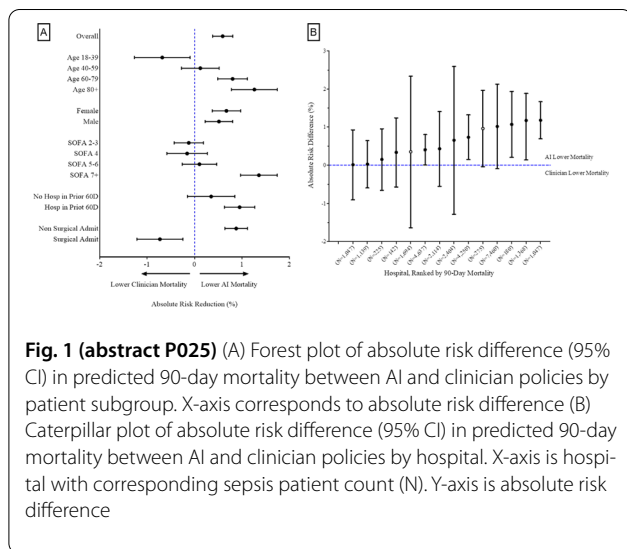 A
Overall
Age 18-39
Age 40-59
Age 60-79
Age 80+
Female
Male
SOFA 2-3
SOFA 4
SOFA 5-6
SOFA 7+
No Hosp in Prior 60D
Hosp in Prior 60D
Non Surgical Admit
Surgical Admit
-2 -1 0 1 2
Lower Clinician Mortality Lower AI Mortality
Absolute Risk Reduction (%)
B
Absolute Risk Difference (%)
3
2
1
0
-1
-2
AI Lower Mortality
Clinician Lower Mortality
Hospital, Ranked by 90-Day Mortality
Fig. 1 (abstract P025) (A) Forest plot of absolute risk difference (95%
CI) in predicted 90-day mortality between AI and clinician policies by
patient subgroup. X-axis corresponds to absolute risk difference (B)
Caterpillar plot of absolute risk difference (95% CI) in predicted 90-day
mortality between AI and clinician policies by hospital. X-axis is hospi-
tal with corresponding sepsis patient count (N). Y-axis is absolute risk
difference